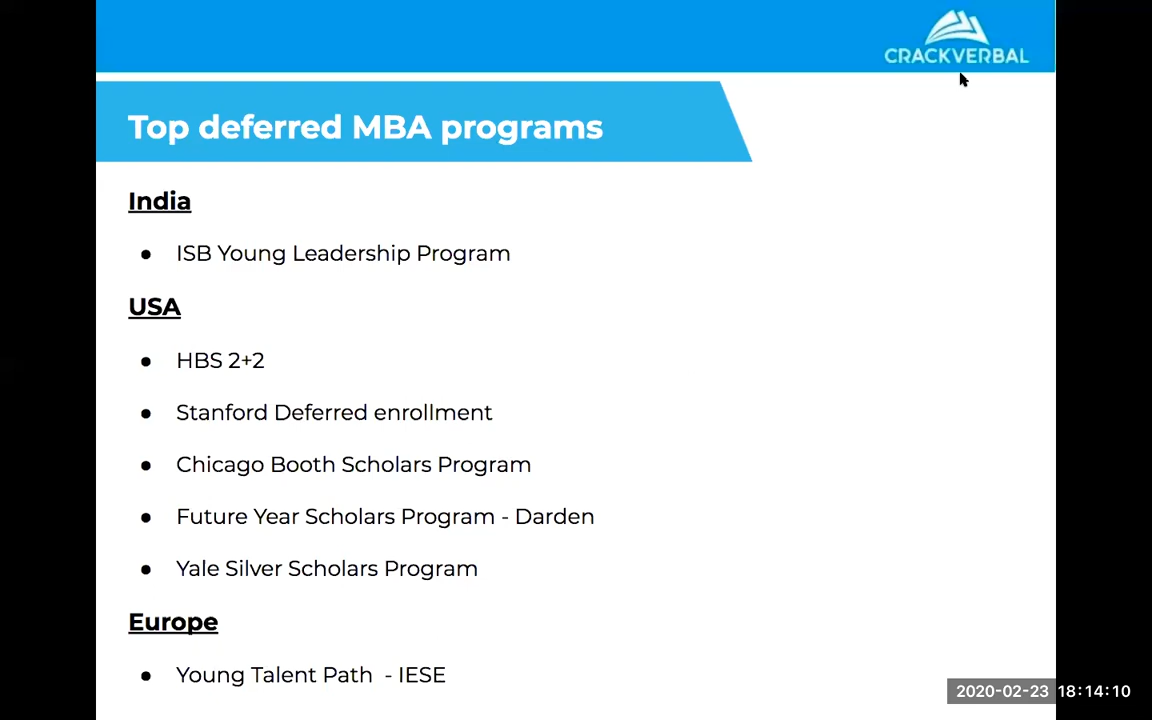 CRACKVERBAL
Top deferred MBA programs
India
● ISB Young Leadership Program
USA
● HBS 2+2
● Stanford Deferred enrollment
● Chicago Booth Scholars Program
● Future Year Scholars Program - Darden
● Yale Silver Scholars Program
Europe
● Young Talent Path - IESE
2020-02-23 18:14:10